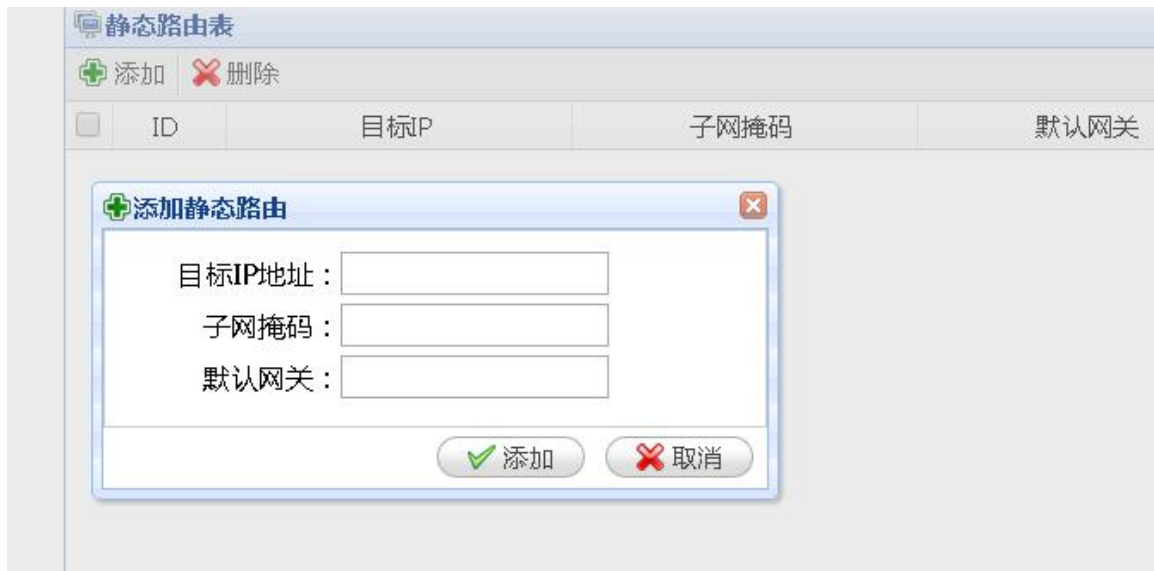 静态路由表
添加 删除
ID 目标IP 子网掩码 默认网关
添加静态路由
目标IP地址：
子网掩码：
默认网关：
添加 取消